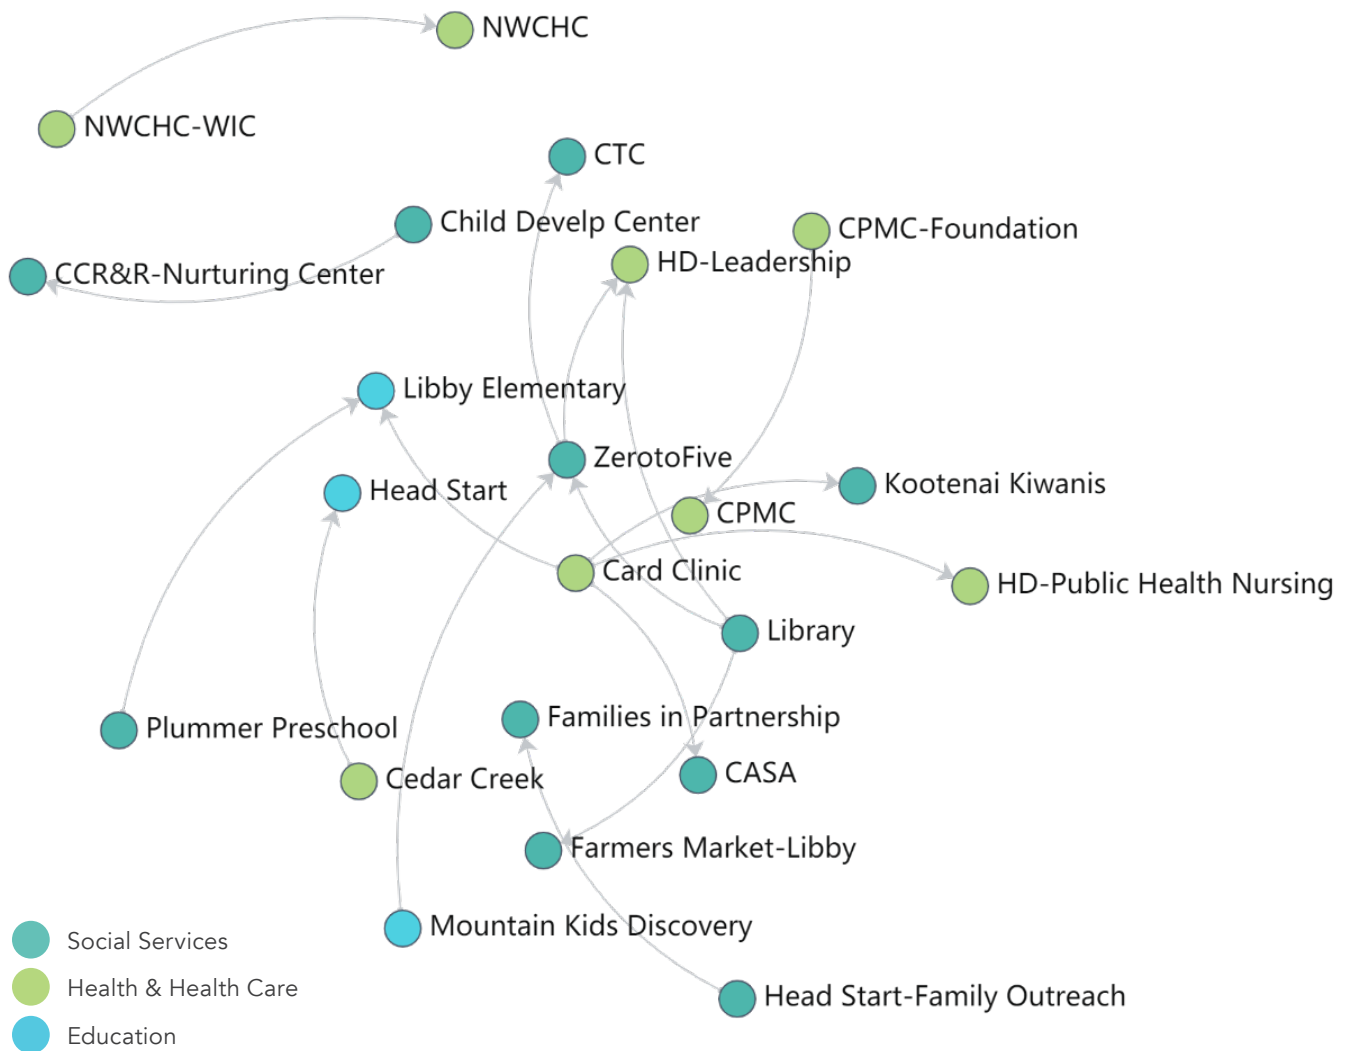 NWCHC
NWCHC-WIC
CTC
Child Develp Center
CPMC-Foundation
HD-Leadership
CCR&R-Nurturing Center
Libby Elementary
ZerotoFive
Head Start
Kootenai Kiwanis
CPMC
Card Clinic
HD-Public Health Nursing
Library
Families in Partnership
Plummer Preschool
CASA
Cedar Creek
Farmers Market-Libby
Mountain Kids Discovery
Social Services
Health & Health Care
Head Start-Family Outreach
Education